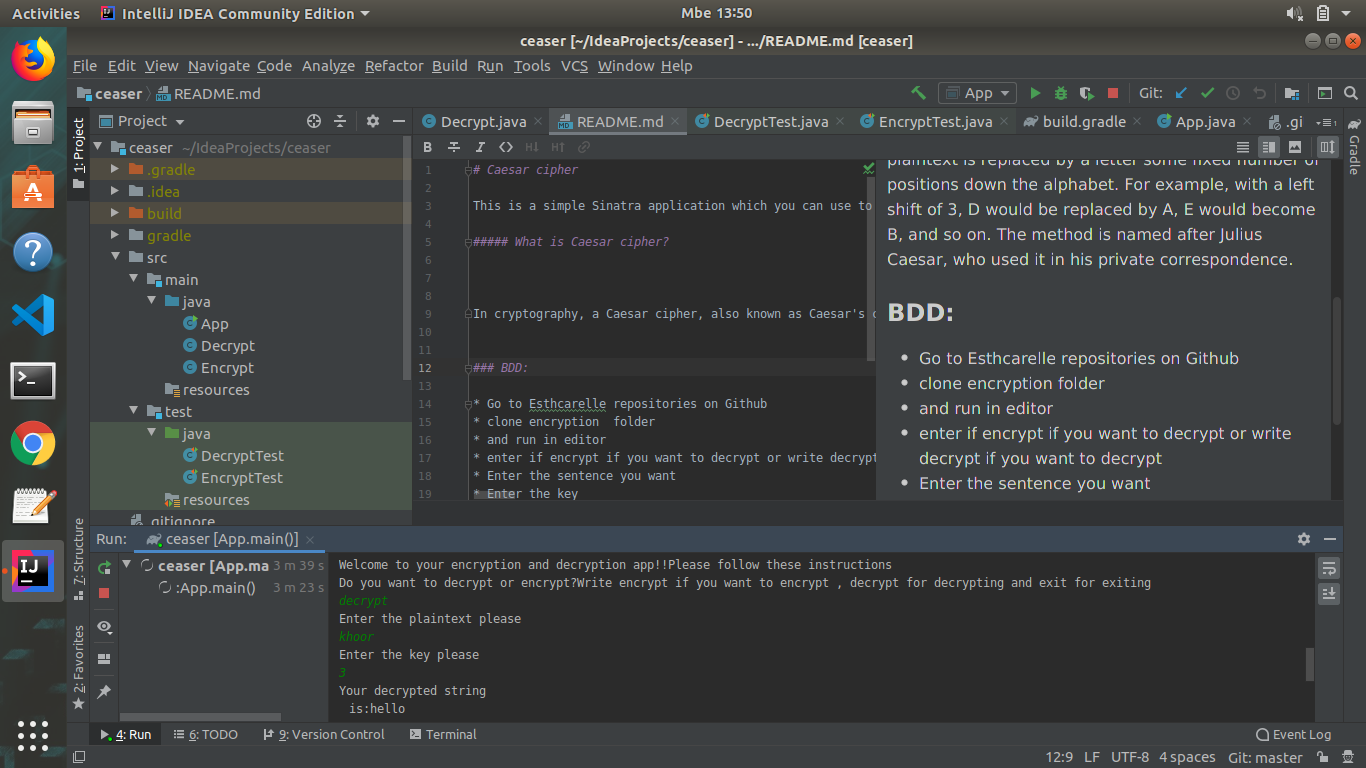 Activities IntelliJ IDEA Community Edition Mbe 13:50
ceaser [~/IdeaProjects/ceaser] - .../README.md [ceaser]
File Edit View Navigate Code Analyze Refactor Build Run Tools VCS Window Help
ceaser README.md App Git:
1: Project
Project
ceaser ~/IdeaProjects/ceaser
.gradle
.idea
build
gradle
src
main
java
App
Decrypt
Encrypt
resources
test
java
DecryptTest
EncryptTest
resources
.gitignore
7: Structure
2: Favorites
Decrypt.java README.md DecryptTest.java EncryptTest.java build.gradle App.java .gi
Gradle
B I
1 # Caesar cipher
2
3 This is a simple Sinatra application which you can use to
4
5 ##### What is Caesar cipher?
6
7
8
9 In cryptography, a Caesar cipher, also known as Caesar's c
10
11
12 ### BDD:
13
14 * Go to Esthcarelle repositories on Github
15 * clone encryption  folder
16 * and run in editor
17 * enter if encrypt if you want to decrypt or write decrypt
18 * Enter the sentence you want
19 * Enter the key
plaintext is replaced by a letter some fixed number of
positions down the alphabet. For example, with a left
shift of 3, D would be replaced by A, E would become
B, and so on. The method is named after Julius
Caesar, who used it in his private correspondence.
BDD:
• Go to Esthcarelle repositories on Github
• clone encryption folder
• and run in editor
• enter if encrypt if you want to decrypt or write
decrypt if you want to decrypt
• Enter the sentence you want
Run: ceaser [App.main()]
ceaser [App.ma 3 m 39 s
:App.main() 3 m 23 s
Welcome to your encryption and decryption app!!Please follow these instructions
Do you want to decrypt or encrypt?Write encrypt if you want to encrypt , decrypt for decrypting and exit for exiting
decrypt
Enter the plaintext please
khoor
Enter the key please
3
Your decrypted string
is:hello
4: Run 6: TODO 9: Version Control Terminal Event Log
12:9 LF UTF-8 4 spaces Git: master